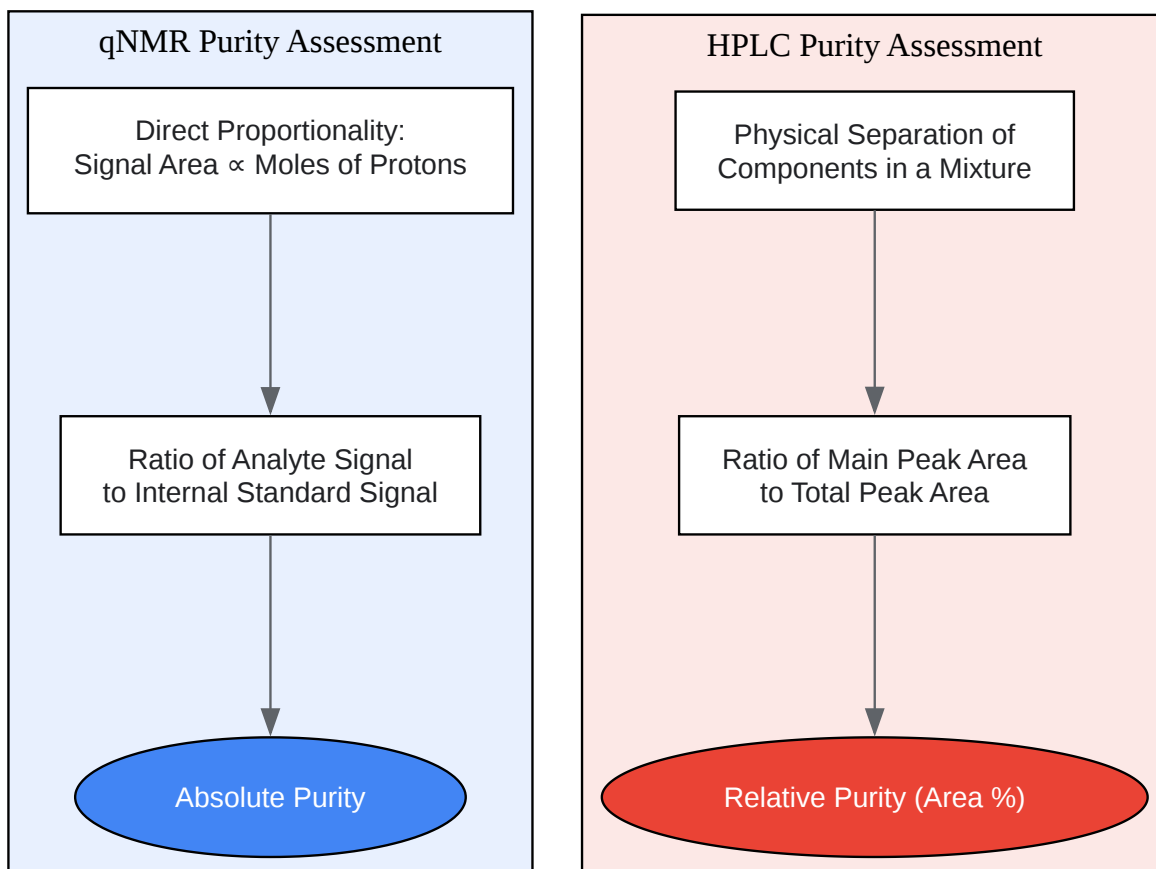 qNMR Purity Assessment
Direct Proportionality:
Signal Area ∝ Moles of Protons
Ratio of Analyte Signal
to Internal Standard Signal
Absolute Purity
HPLC Purity Assessment
Physical Separation of
Components in a Mixture
Ratio of Main Peak Area
to Total Peak Area
Relative Purity (Area %)